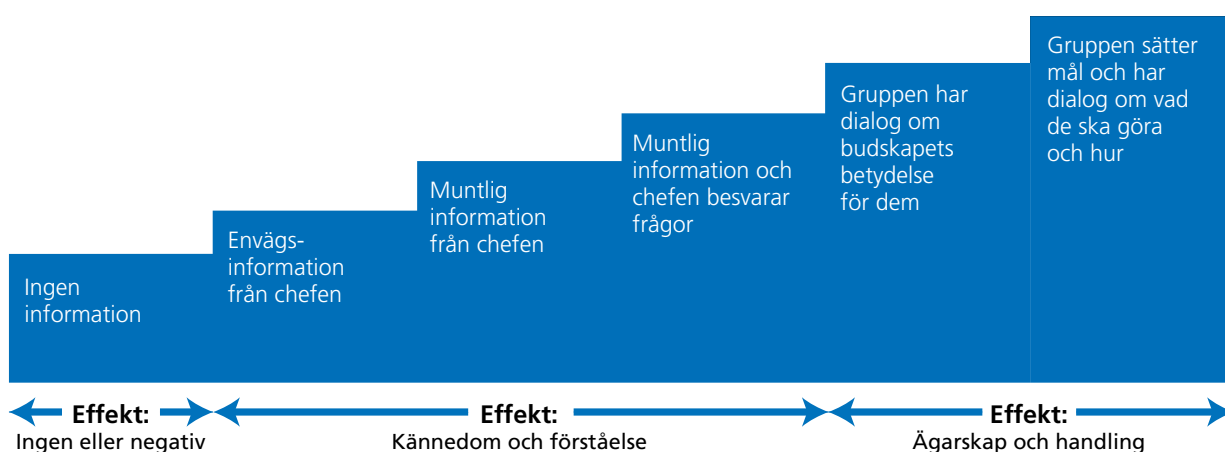 Ingen
information
Envägs-
information
från chefen
Muntlig
information
från chefen
Muntlig
information och
chefen besvarar
frågor
Gruppen har
dialog om
budskapets
betydelse
för dem
Gruppen sätter
mål och har
dialog om vad
de ska göra
och hur
Effekt:
Ingen eller negativ
Effekt:
Kännedom och förståelse
Effekt:
Ägarskap och handling